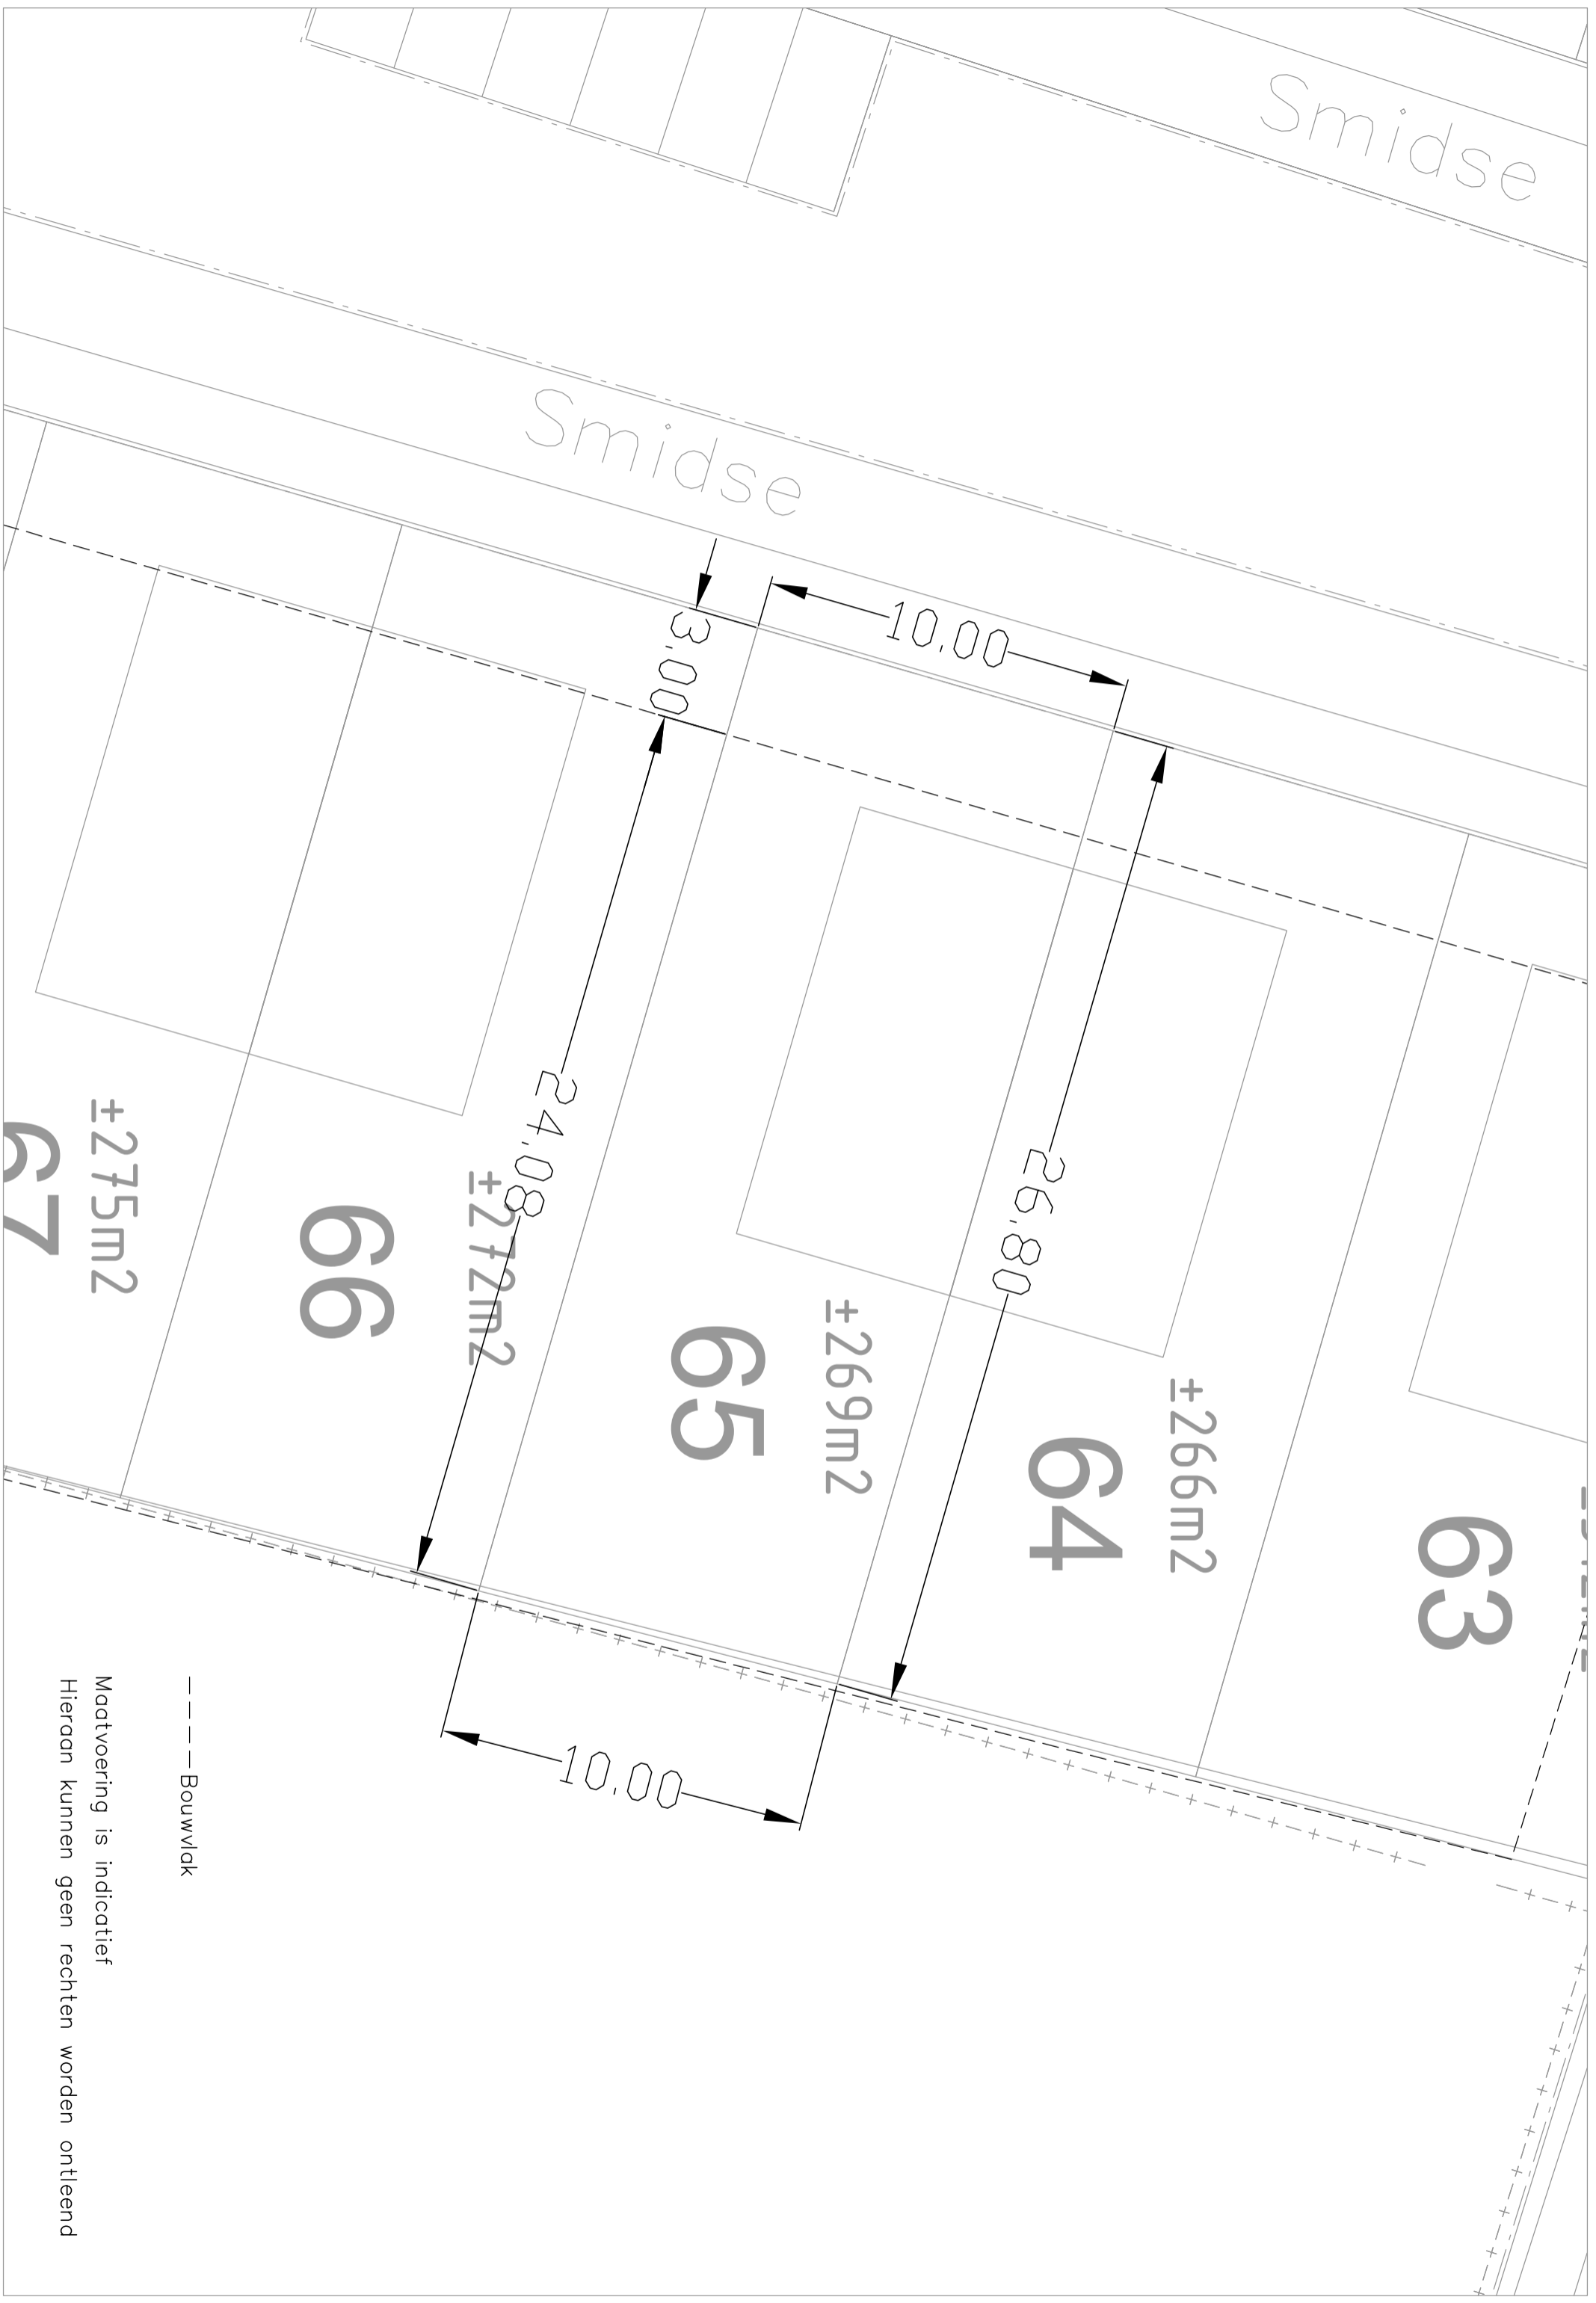 Smidse
Smidse
10,00
3,00
24,08
26,80
±275m2
67
±272m2
66
±269m2
65
±266m2
64
63
10,00
— — — —Bouwvlak
Maatvoering is indicatief
Hieraan kunnen geen rechten worden ontleend